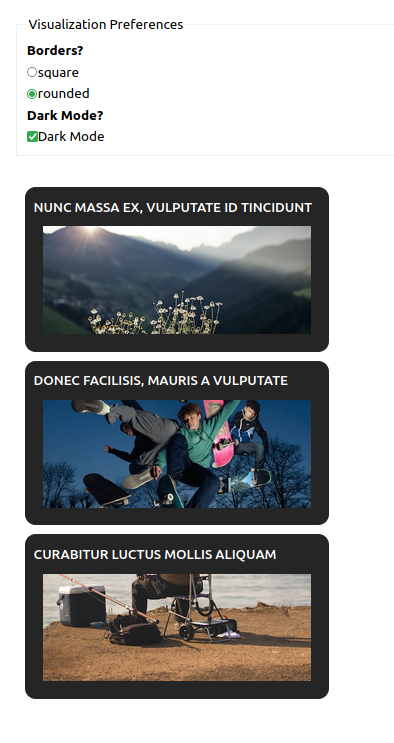 Visualization Preferences
Borders?
square
rounded
Dark Mode?
Dark Mode
NUNC MASSA EX, VULPUTATE ID TINCIDUNT
DONEC FACILISIS, MAURIS A VULPUTATE
CURABITUR LUCTUS MOLLIS ALIQUAM